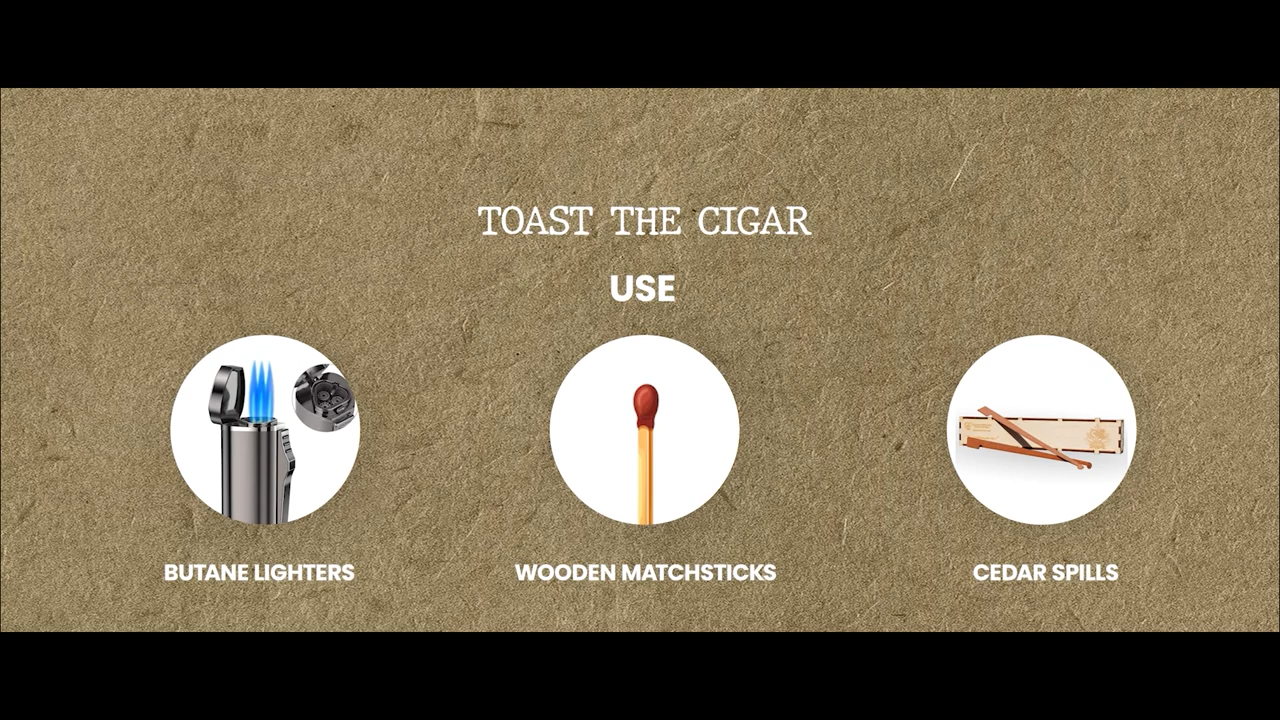 TOAST THE CIGAR
USE
BUTANE LIGHTERS
WOODEN MATCHSTICKS
CEDAR SPILLS